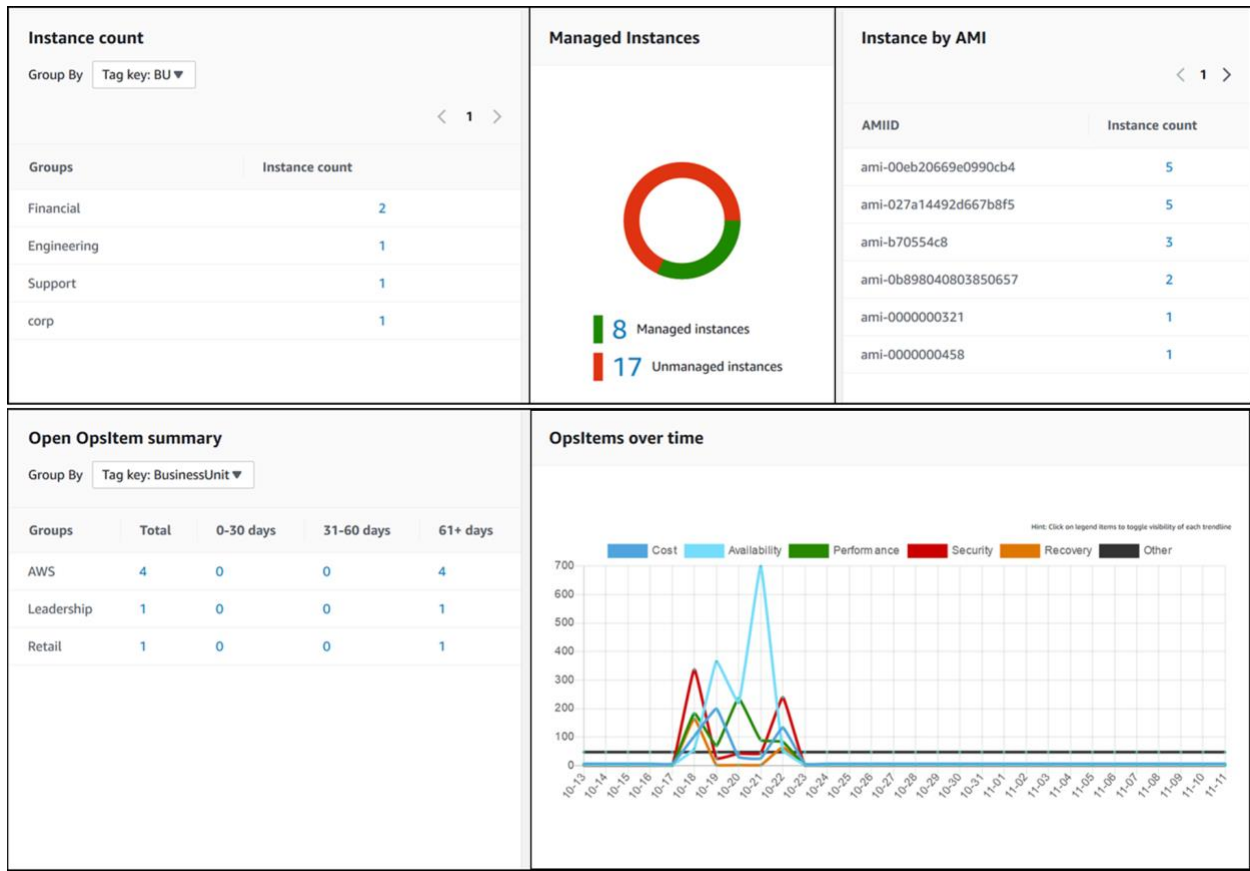 Instance count
Group By Tag key: BU ▼
< 1 >
Groups Instance count
Financial 2
Engineering 1
Support 1
corp 1
Managed Instances
8 Managed instances
17 Unmanaged instances
Instance by AMI
< 1 >
AMIID Instance count
ami-00eb20669e0990cb4 5
ami-027a14492d667b8f5 5
ami-b70554c8 3
ami-0b898040803850657 2
ami-0000000321 1
ami-0000000458 1
Open OpsItem summary
Group By Tag key: BusinessUnit ▼
Groups Total 0-30 days 31-60 days 61+ days
AWS 4 0 0 4
Leadership 1 0 0 1
Retail 1 0 0 1
OpsItems over time
Hint: Click on legend items to toggle visibility of each trendline
Cost Availability Performance Security Recovery Other
700
600
500
400
300
200
100
0
10-13 10-14 10-15 10-16 10-17 10-18 10-19 10-20 10-21 10-22 10-23 10-24 10-25 10-26 10-27 10-28 10-29 10-30 10-31 11-01 11-02 11-03 11-04 11-05 11-06 11-07 11-08 11-09 11-10 11-11